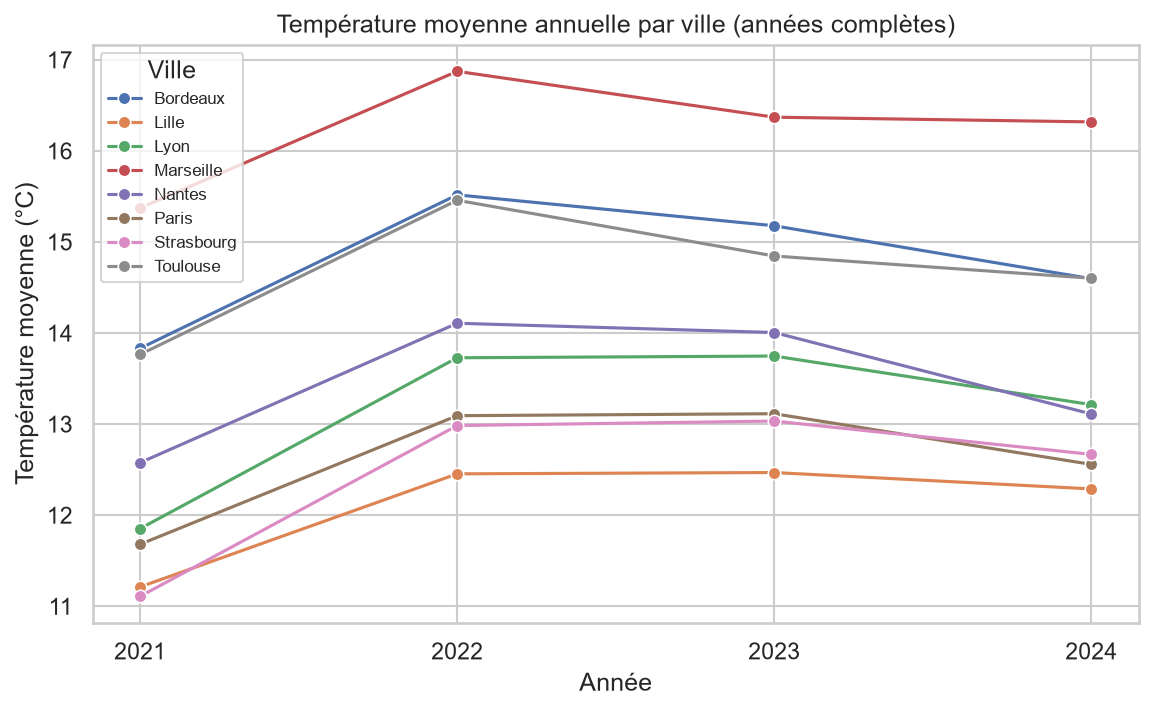 Température moyenne annuelle par ville (années complètes)
Température moyenne (°C)
17
16
15
14
13
12
11
Ville
Bordeaux
Lille
Lyon
Marseille
Nantes
Paris
Strasbourg
Toulouse
2021 2022 2023 2024
Année